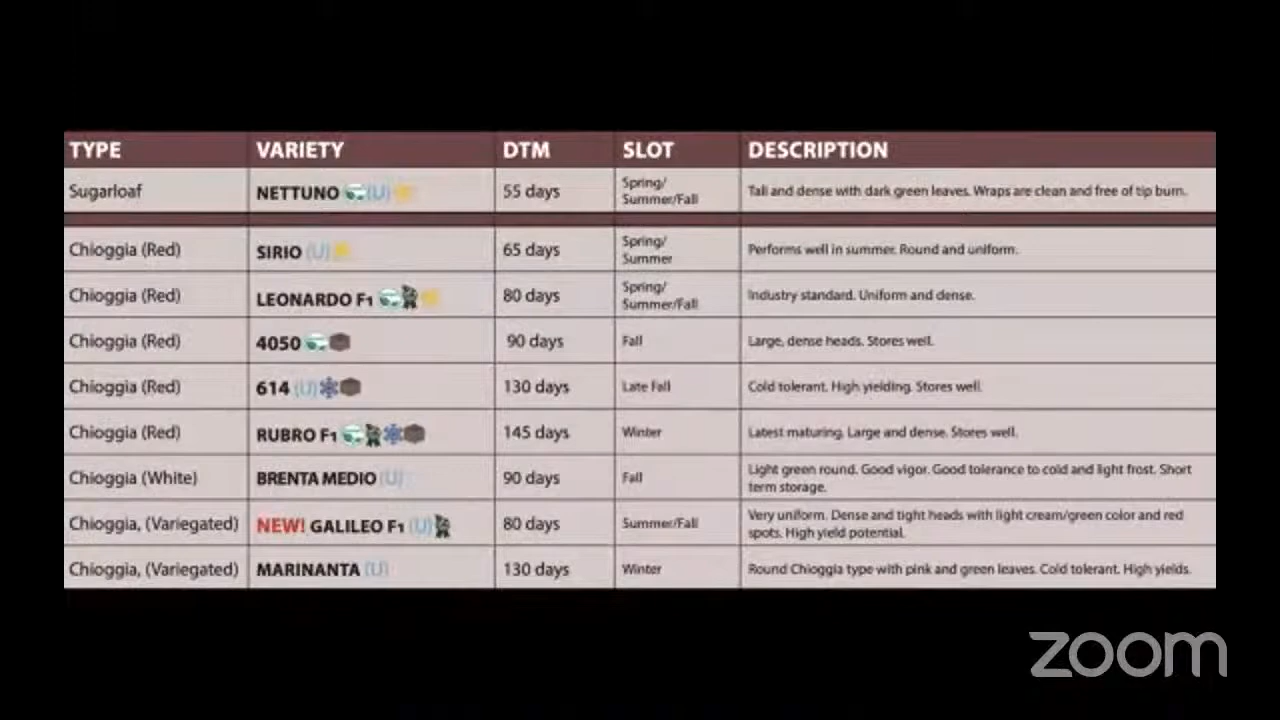 TYPE VARIETY DTM SLOT DESCRIPTION
Sugarloaf NETTUNO (U) 55 days Spring/ Tall and dense with dark green leaves. Wraps are clean and free of tip burn.
Summer/Fall
Chioggia (Red) SIRIO (U) 65 days Spring/ Performs well in summer. Round and uniform.
Summer
Chioggia (Red) LEONARDO F1 80 days Spring/ Industry standard. Uniform and dense.
Summer/Fall
Chioggia (Red) 4050 90 days Fall Large, dense heads. Stores well.
Chioggia (Red) 614 (U) 130 days Late Fall Cold tolerant. High yielding. Stores well.
Chioggia (Red) RUBRO F1 145 days Winter Latest maturing. Large and dense. Stores well.
Chioggia (White) BRENTA MEDIO (U) 90 days Fall Light green round. Good vigor. Good tolerance to cold and light frost. Short
term storage.
Chioggia, (Variegated) NEW! GALILEO F1 (U) 80 days Summer/Fall Very uniform. Dense and tight heads with light cream/green color and red
spots. High yield potential.
Chioggia, (Variegated) MARINANTA (U) 130 days Winter Round Chioggia type with pink and green leaves. Cold tolerant. High yields.
zoom